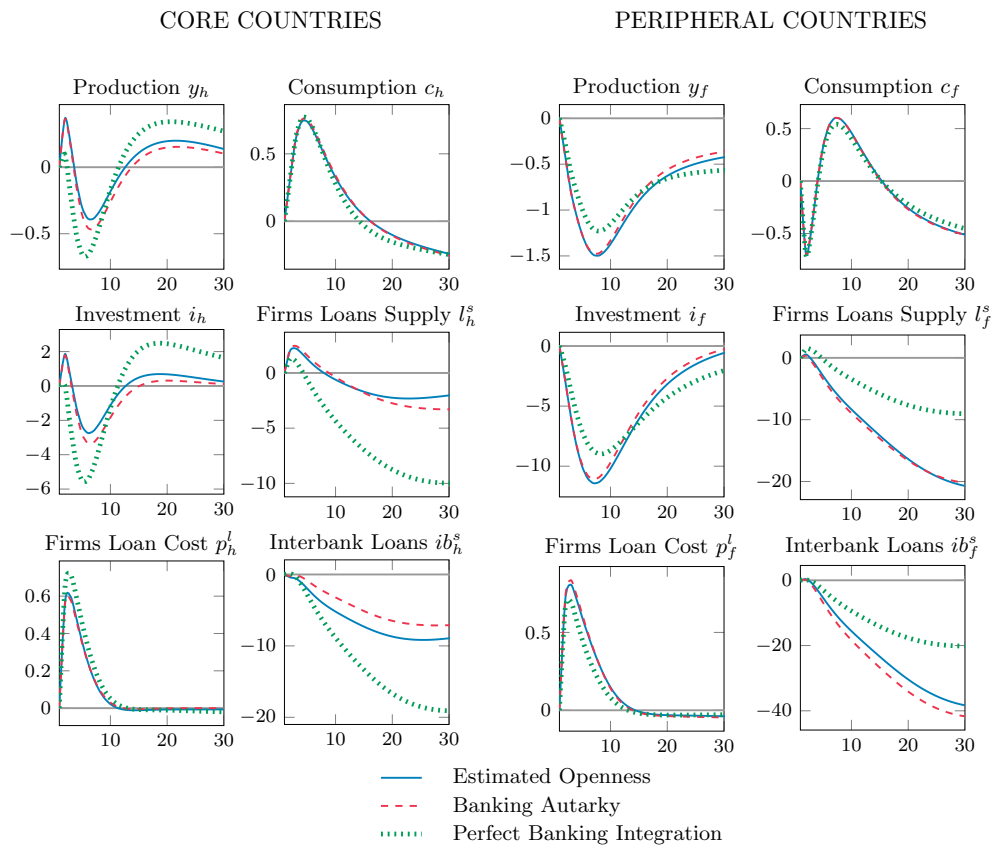 CORE COUNTRIES
PERIPHERAL COUNTRIES
Production y_h
Consumption c_h
Production y_f
Consumption c_f
0
−0.5
10 20 30
0.5
0
10 20 30
0
−0.5
−1
−1.5
10 20 30
0.5
0
−0.5
10 20 30
Investment i_h
Firms Loans Supply l_h^s
Investment i_f
Firms Loans Supply l_f^s
2
0
−2
−4
−6
10 20 30
0
−5
−10
10 20 30
0
−5
−10
10 20 30
0
−10
−20
10 20 30
Firms Loan Cost p_h^l
Interbank Loans ib_h^s
Firms Loan Cost p_f^l
Interbank Loans ib_f^s
0.6
0.4
0.2
0
10 20 30
0
−10
−20
10 20 30
0.5
0
10 20 30
0
−20
−40
10 20 30
Estimated Openness
Banking Autarky
Perfect Banking Integration